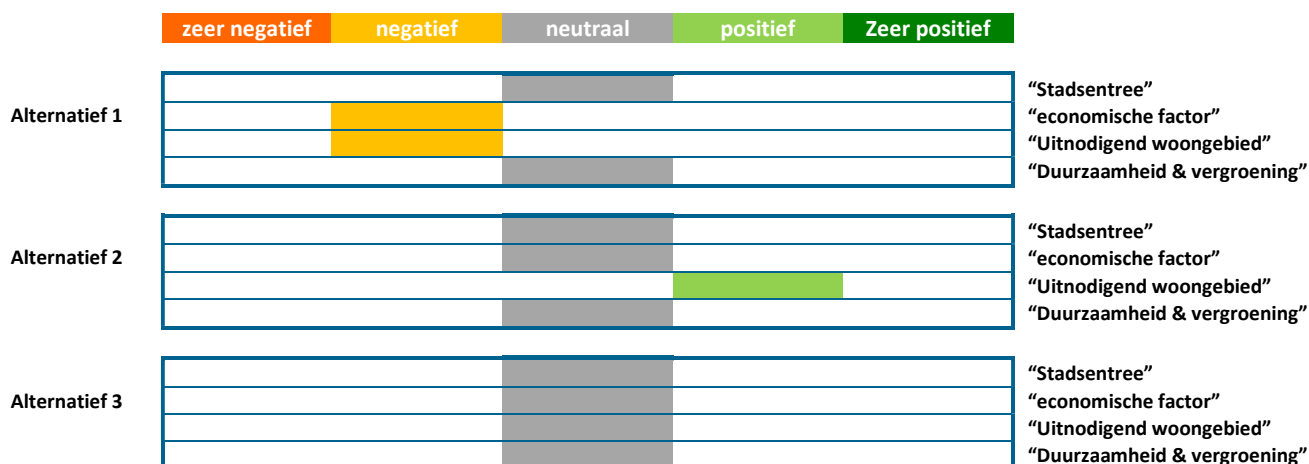 zeer negatief negatief neutraal positief Zeer positief
“Stadsentree”
Alternatief 1 “economische factor”
“Uitnodigend woongebied”
“Duurzaamheid & vergroening”
“Stadsentree”
Alternatief 2 “economische factor”
“Uitnodigend woongebied”
“Duurzaamheid & vergroening”
“Stadsentree”
Alternatief 3 “economische factor”
“Uitnodigend woongebied”
“Duurzaamheid & vergroening”